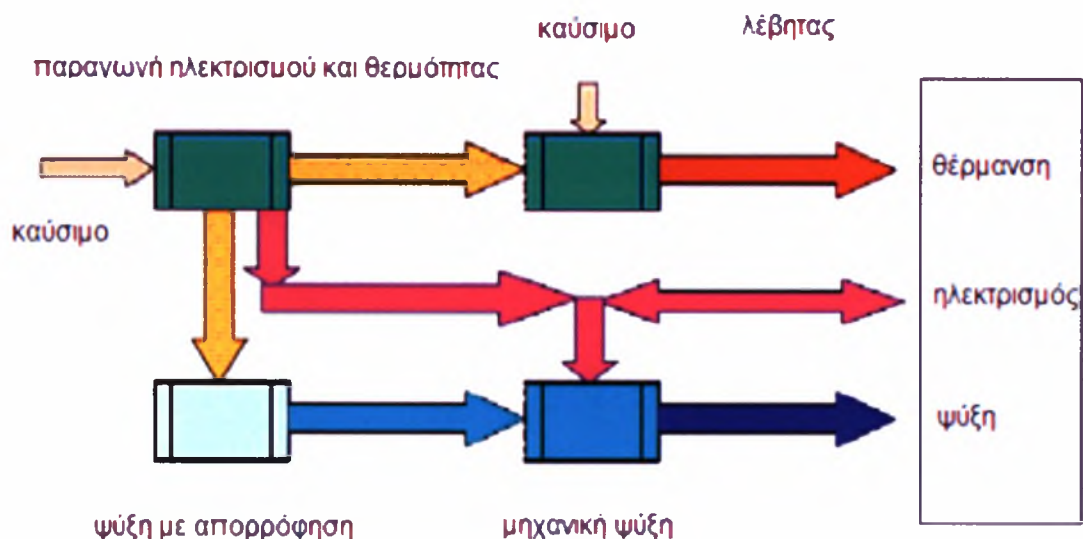 καύσιμο λέβητας
παραγωγή ηλεκτρισμού και θερμότητας
θέρμανση
καύσιμο
ηλεκτρισμός
ψύξη
ψύξη με απορρόφηση μηχανική ψύξη